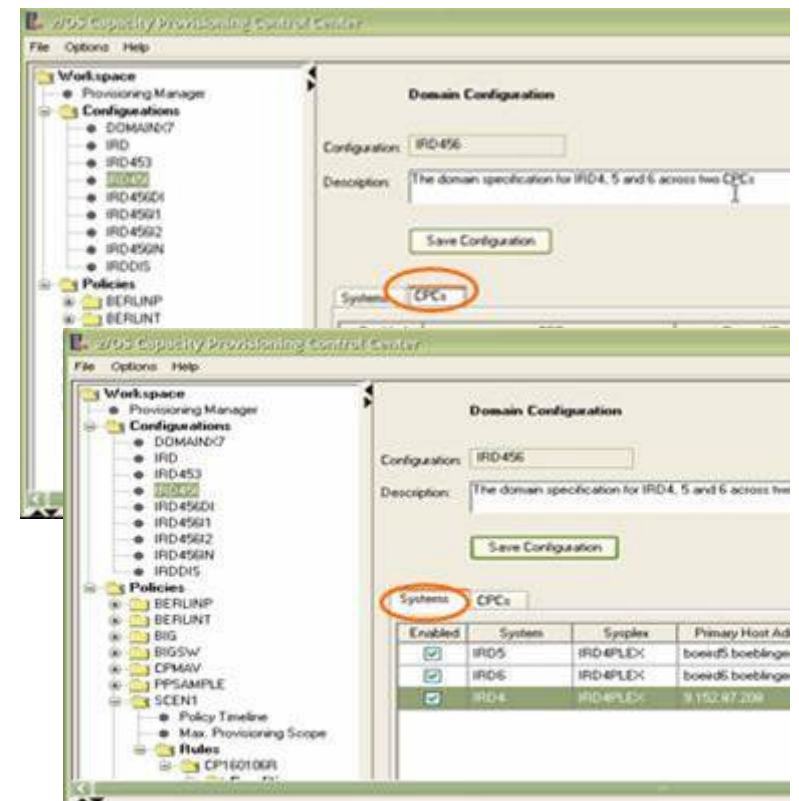 z/OS Capacity Provisioning Control Center
File Options Help
Workspace
Provisioning Manager
Configurations
DOMAINX7
IRD
IRD453
IRD456
IRD456DI
IRD456I1
IRD456I2
IRD456IN
IRDDIS
Policies
BERLINP
BERLINT
Domain Configuration
Configuration: IRD456
Description: The domain specification for IRD4, 5 and 6 across two CPCs
Save Configuration
Systems CPCs
z/OS Capacity Provisioning Control Center
File Options Help
Workspace
Provisioning Manager
Configurations
DOMAINX7
IRD
IRD453
IRD456
IRD456DI
IRD456I1
IRD456I2
IRD456IN
IRDDIS
Policies
BERLINP
BERLINT
BIG
BIGSW
CPMAV
PPSAMPLE
SCEN1
Policy Timeline
Max. Provisioning Scope
Rules
CP160106R
Domain Configuration
Configuration: IRD456
Description: The domain specification for IRD4, 5 and 6 across two
Save Configuration
Systems CPCs
Enabled System Sysplex Primary Host Ad
IRD5 IRD4PLEX boeird5.boeblinge
IRD6 IRD4PLEX boeird6.boeblinge
IRD4 IRD4PLEX 9.152.87.208